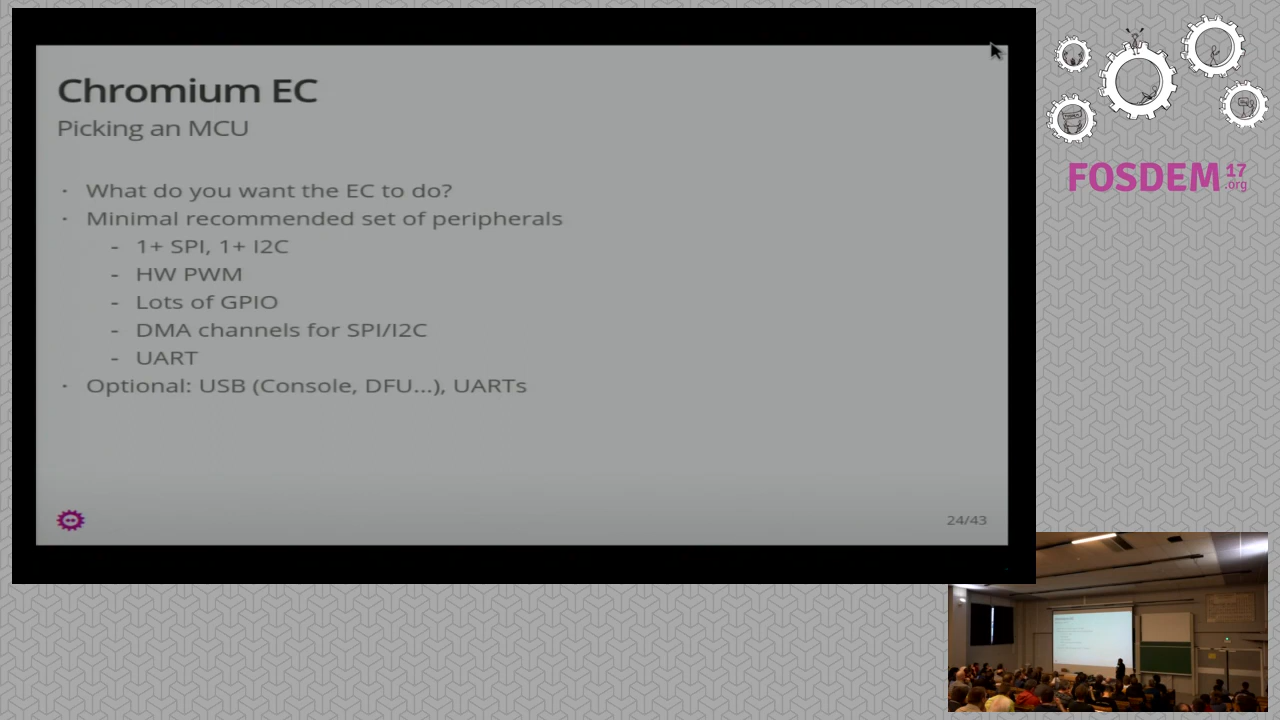 Chromium EC
Picking an MCU
· What do you want the EC to do?
· Minimal recommended set of peripherals
- 1+ SPI, 1+ I2C
- HW PWM
- Lots of GPIO
- DMA channels for SPI/I2C
- UART
· Optional: USB (Console, DFU...), UARTs
24/43
FOSDEM 17
.org